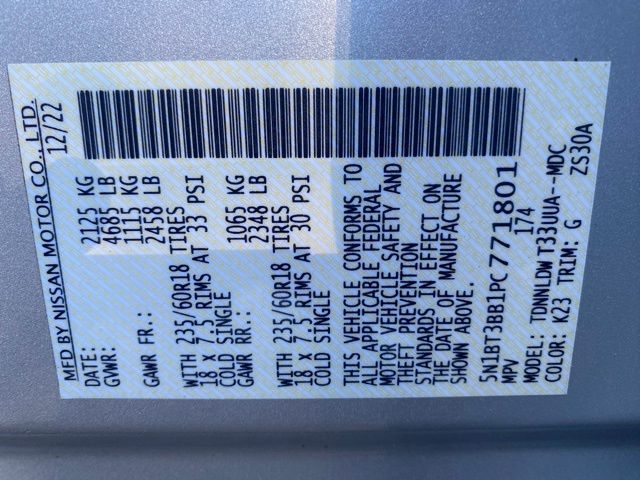 MFD BY NISSAN MOTOR CO., LTD.
DATE: 12/22
GVWR: 2125 KG
4685 LB
GAWR FR.: 1115 KG
2458 LB
WITH 235/60R18 TIRES
18 x 7.5 RIMS AT 33 PSI
COLD SINGLE
GAWR RR.: 1065 KG
2348 LB
WITH 235/60R18 TIRES
18 x 7.5 RIMS AT 30 PSI
COLD SINGLE
THIS VEHICLE CONFORMS TO
ALL APPLICABLE FEDERAL
MOTOR VEHICLE SAFETY AND
THEFT PREVENTION
STANDARDS IN EFFECT ON
THE DATE OF MANUFACTURE
SHOWN ABOVE.
5N1BT3BB1PC771801
MPV 174
MODEL: TDNNLDW T33UUA--MDC
COLOR: K23 TRIM: G ZS30A